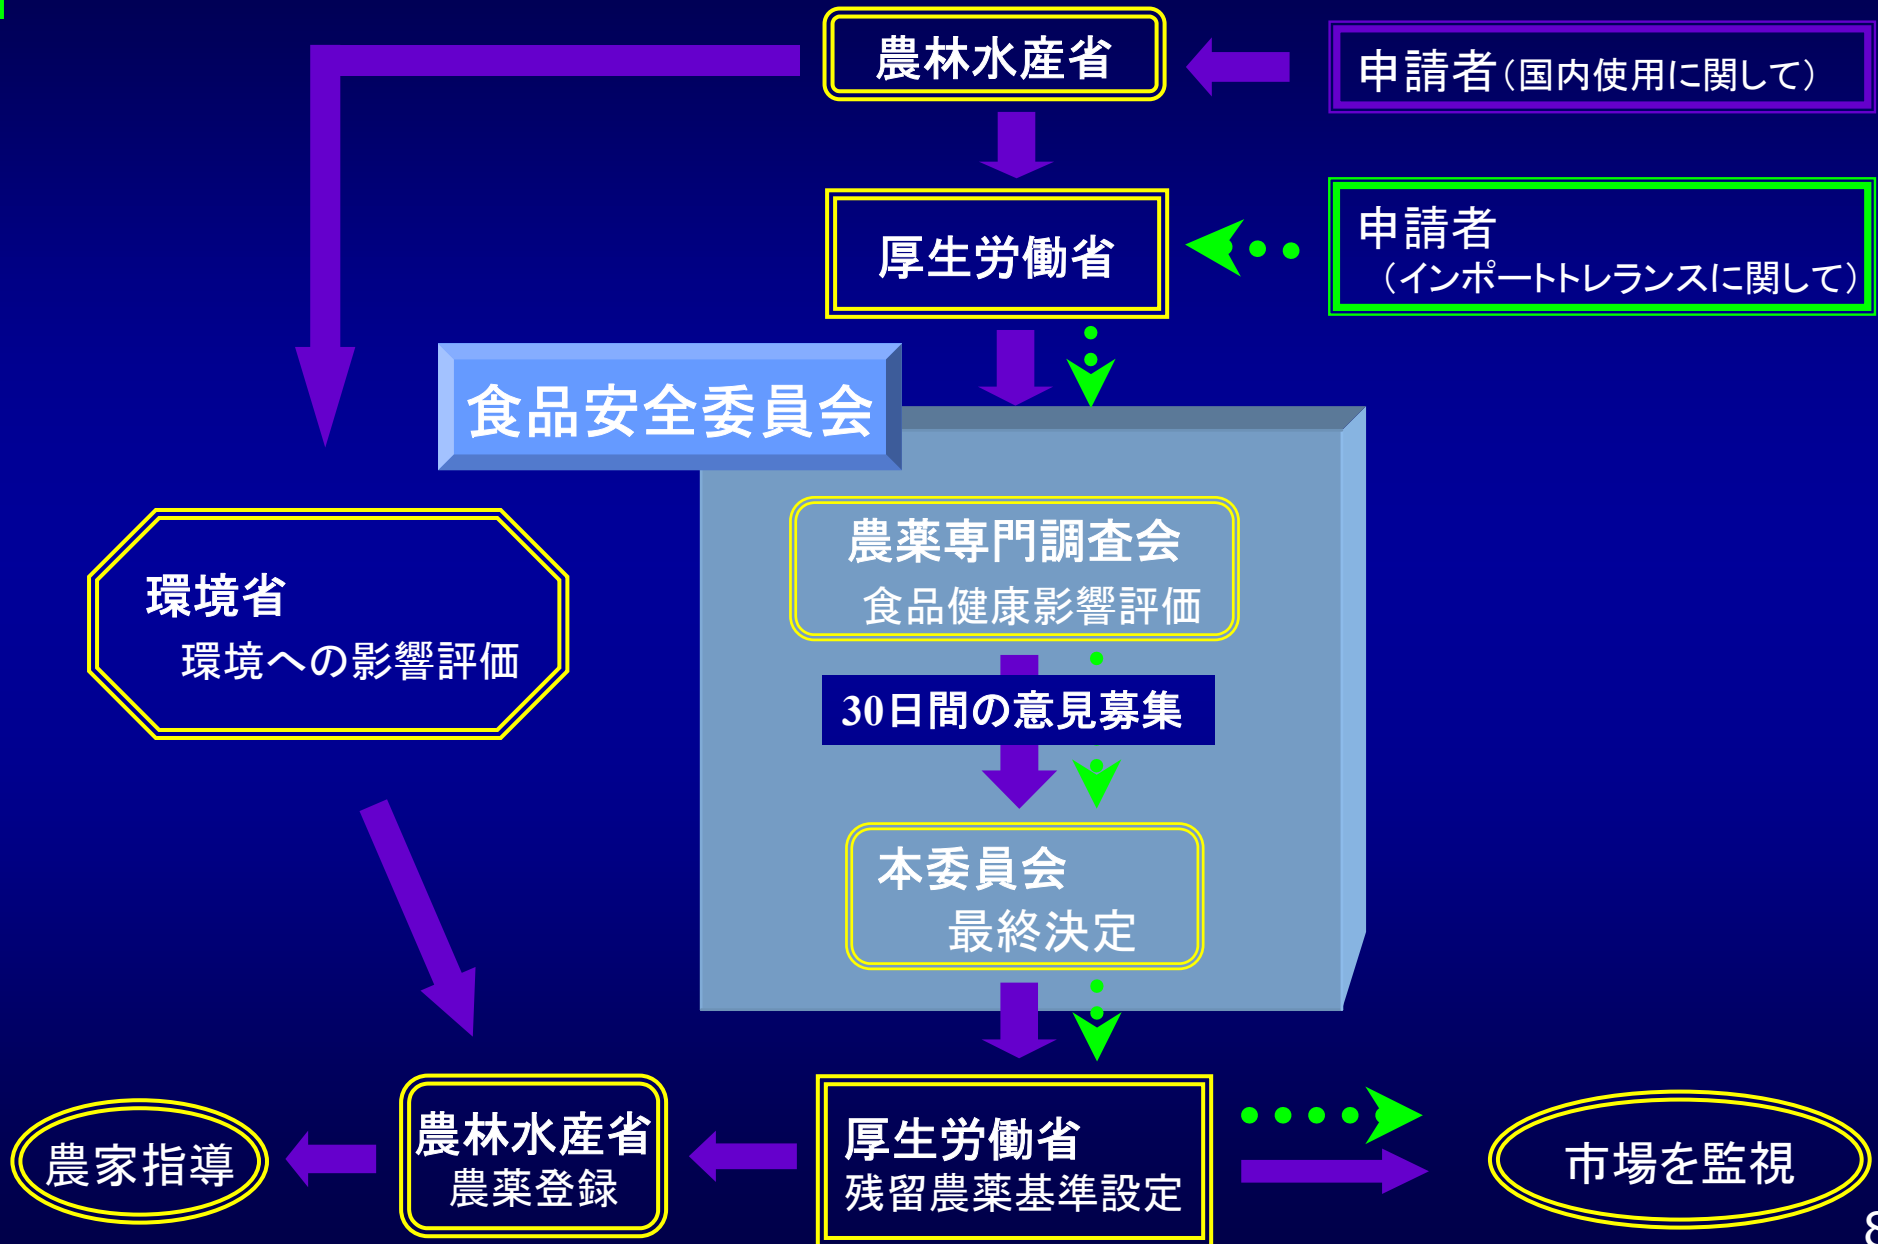 農林水産省
申請者（国内使用に関して）
厚生労働省
申請者
（インポートトレランスに関して）
食品安全委員会
農薬専門調査会
食品健康影響評価
環境省
環境への影響評価
30日間の意見募集
本委員会
最終決定
農家指導
農林水産省
農薬登録
厚生労働省
残留農薬基準設定
市場を監視
8